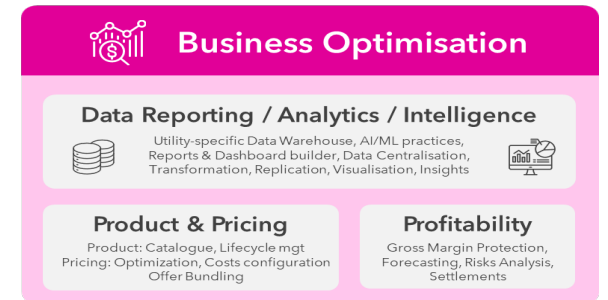 Business Optimisation
Data Reporting / Analytics / Intelligence
Utility-specific Data Warehouse, AI/ML practices,
Reports & Dashboard builder, Data Centralisation,
Transformation, Replication, Visualisation, Insights
Product & Pricing
Product: Catalogue, Lifecycle mgt
Pricing: Optimization, Costs configuration
Offer Bundling
Profitability
Gross Margin Protection,
Forecasting, Risks Analysis,
Settlements